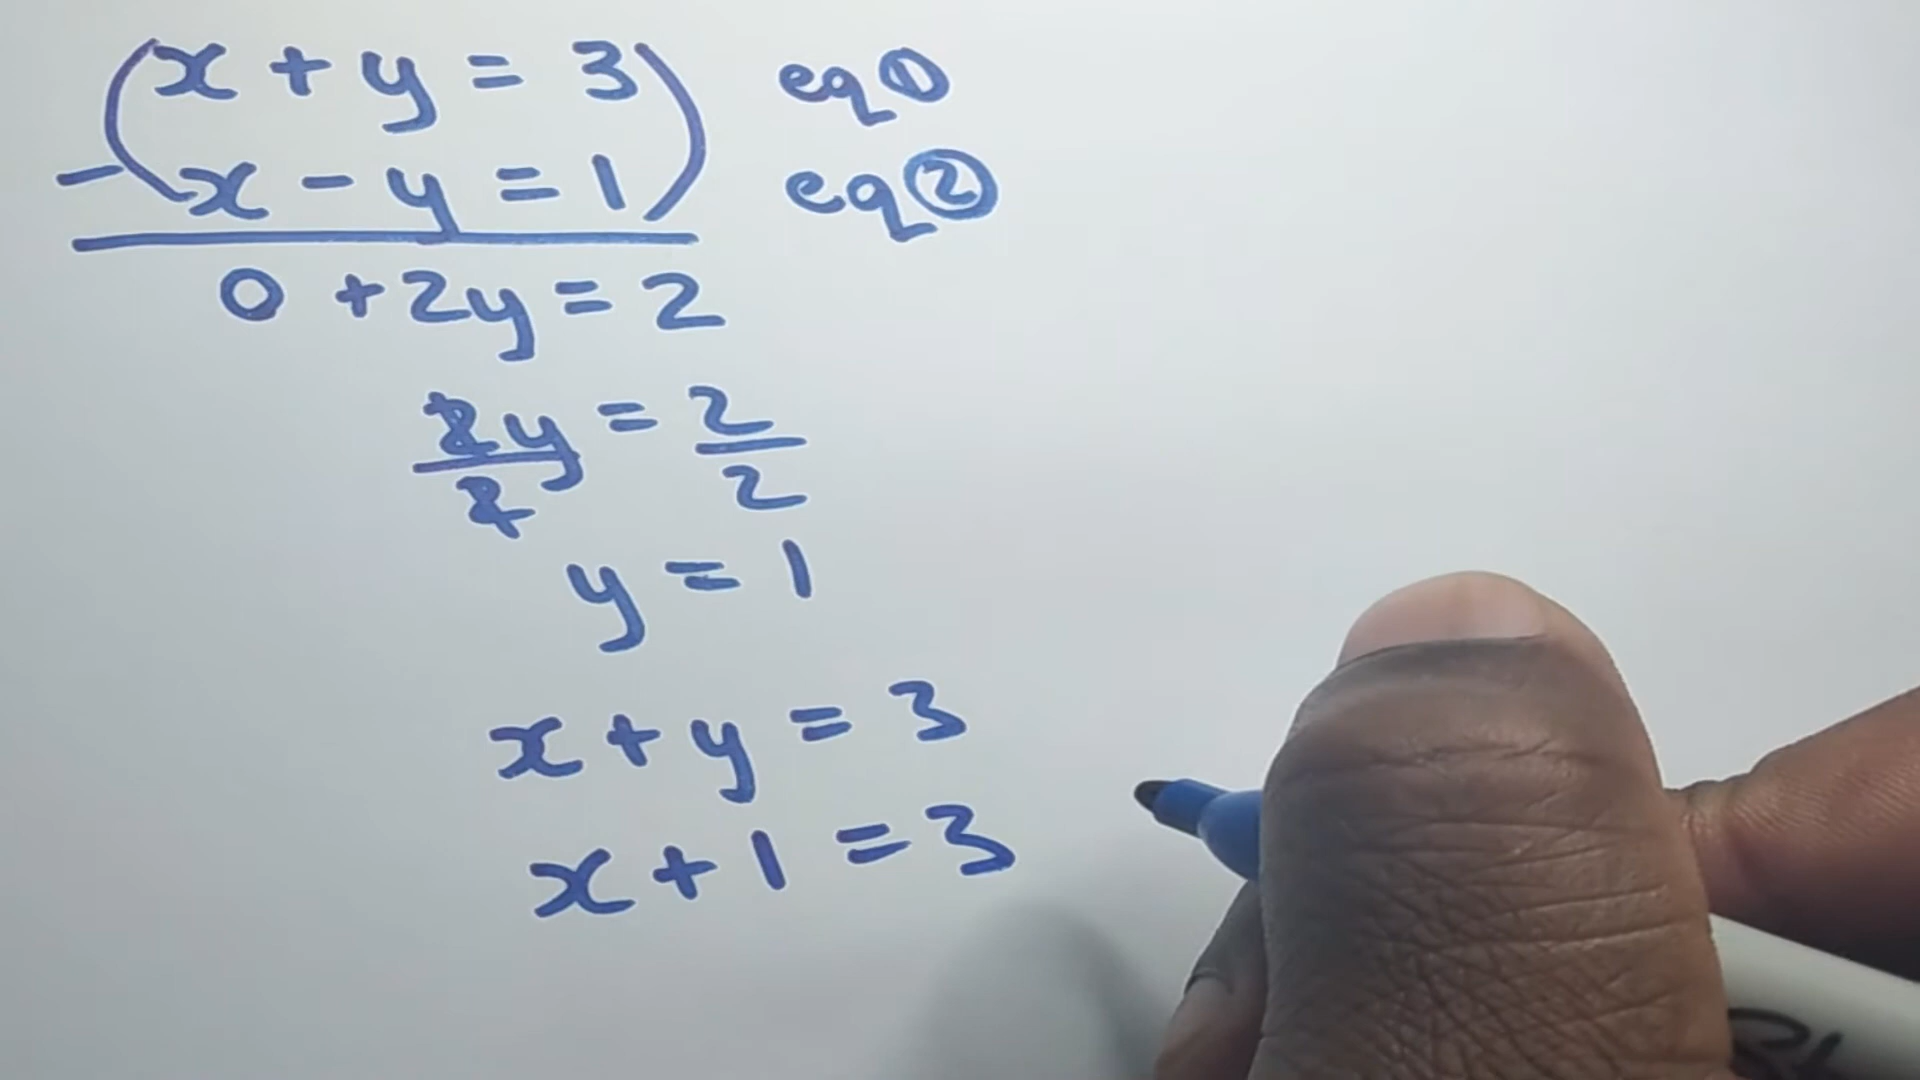 (x + y = 3) eq①
-(x - y = 1) eq②
0 + 2y = 2
2y/2 = 2/2
y = 1
x + y = 3
x + 1 = 3